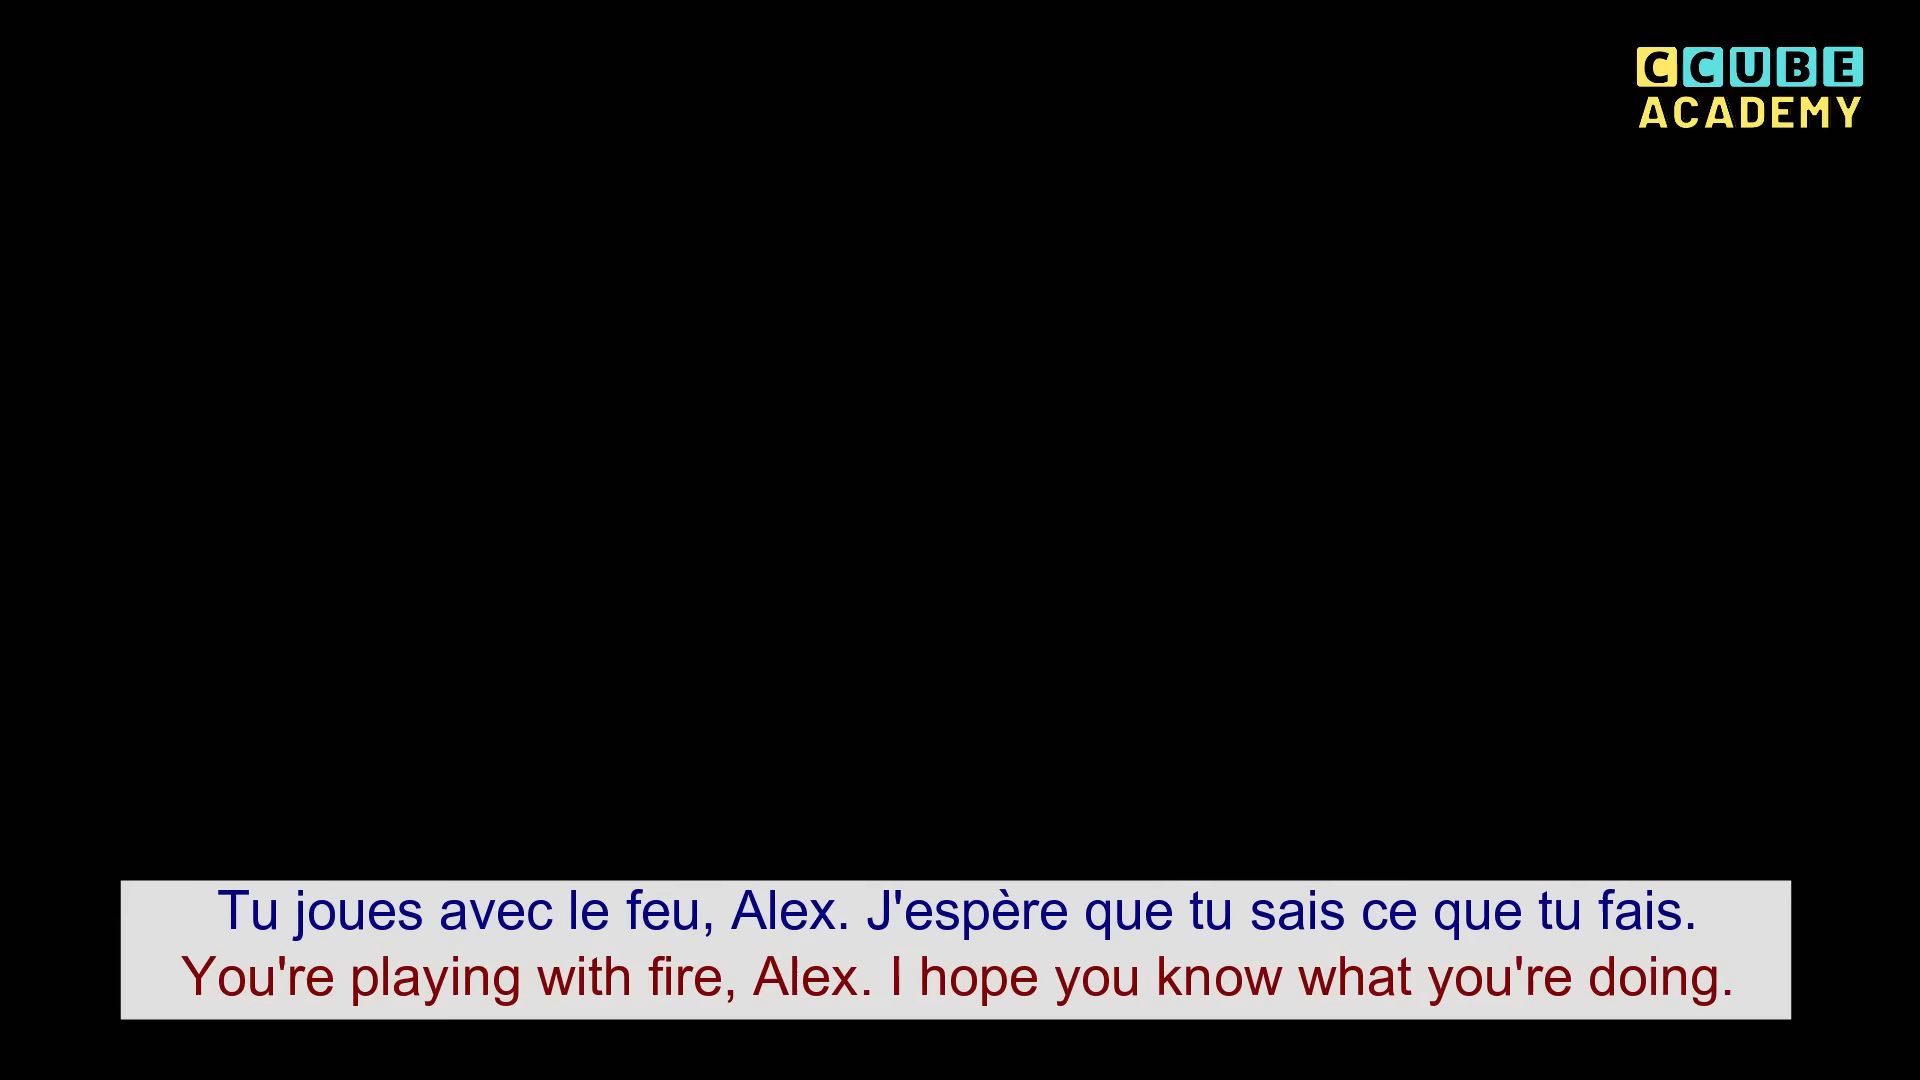 CCUBE
ACADEMY
Tu joues avec le feu, Alex. J'espère que tu sais ce que tu fais.
You're playing with fire, Alex. I hope you know what you're doing.